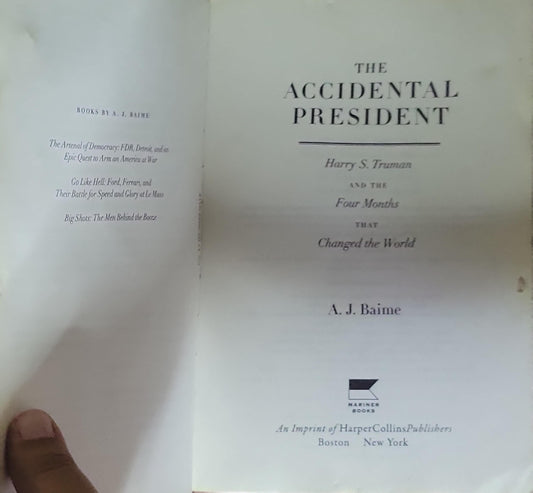 BOOKS BY A. J. BAIME
The Arsenal of Democracy: FDR, Detroit, and an
Epic Quest to Arm an America at War
Go Like Hell: Ford, Ferrari, and
Their Battle for Speed and Glory at Le Mans
Big Shots: The Men Behind the Booze
THE
ACCIDENTAL
PRESIDENT
Harry S. Truman
AND THE
Four Months
THAT
Changed the World
A. J. Baime
MARINER
BOOKS
An Imprint of HarperCollinsPublishers
Boston New York